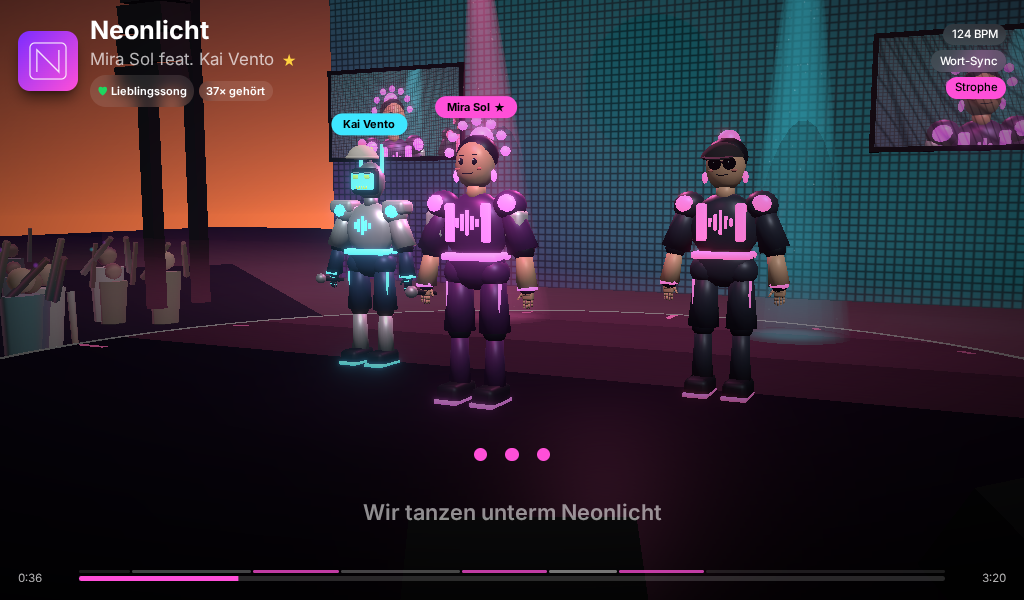 Neonlicht
Mira Sol feat. Kai Vento ★
Lieblingssong
37× gehört
124 BPM
Wort-Sync
Strophe
N
Mira Sol ★
Kai Vento
Wir tanzen unterm Neonlicht
0:36
3:20